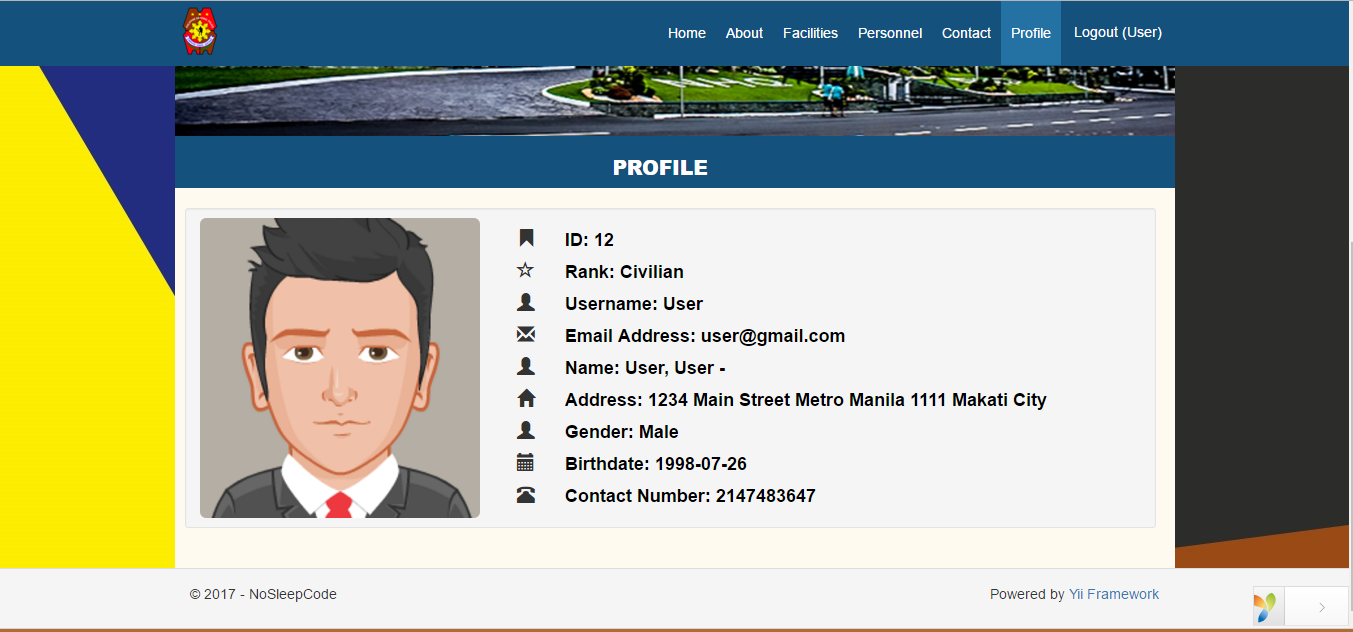 Home About Facilities Personnel Contact Profile Logout (User)
PROFILE
ID: 12
Rank: Civilian
Username: User
Email Address: user@gmail.com
Name: User, User -
Address: 1234 Main Street Metro Manila 1111 Makati City
Gender: Male
Birthdate: 1998-07-26
Contact Number: 2147483647
© 2017 - NoSleepCode
Powered by Yii Framework